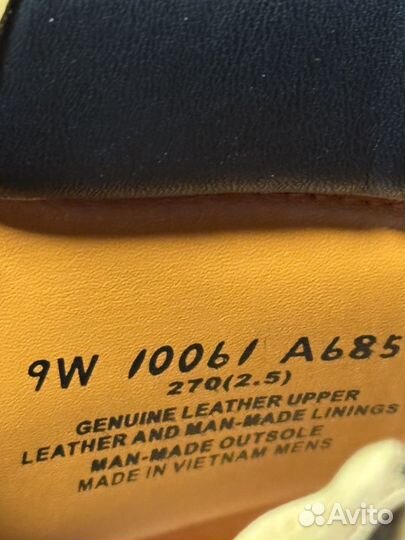 9W 10061 A685
270(2.5)
GENUINE LEATHER UPPER
LEATHER AND MAN-MADE LININGS
MAN-MADE OUTSOLE
MADE IN VIETNAM MENS
Avito